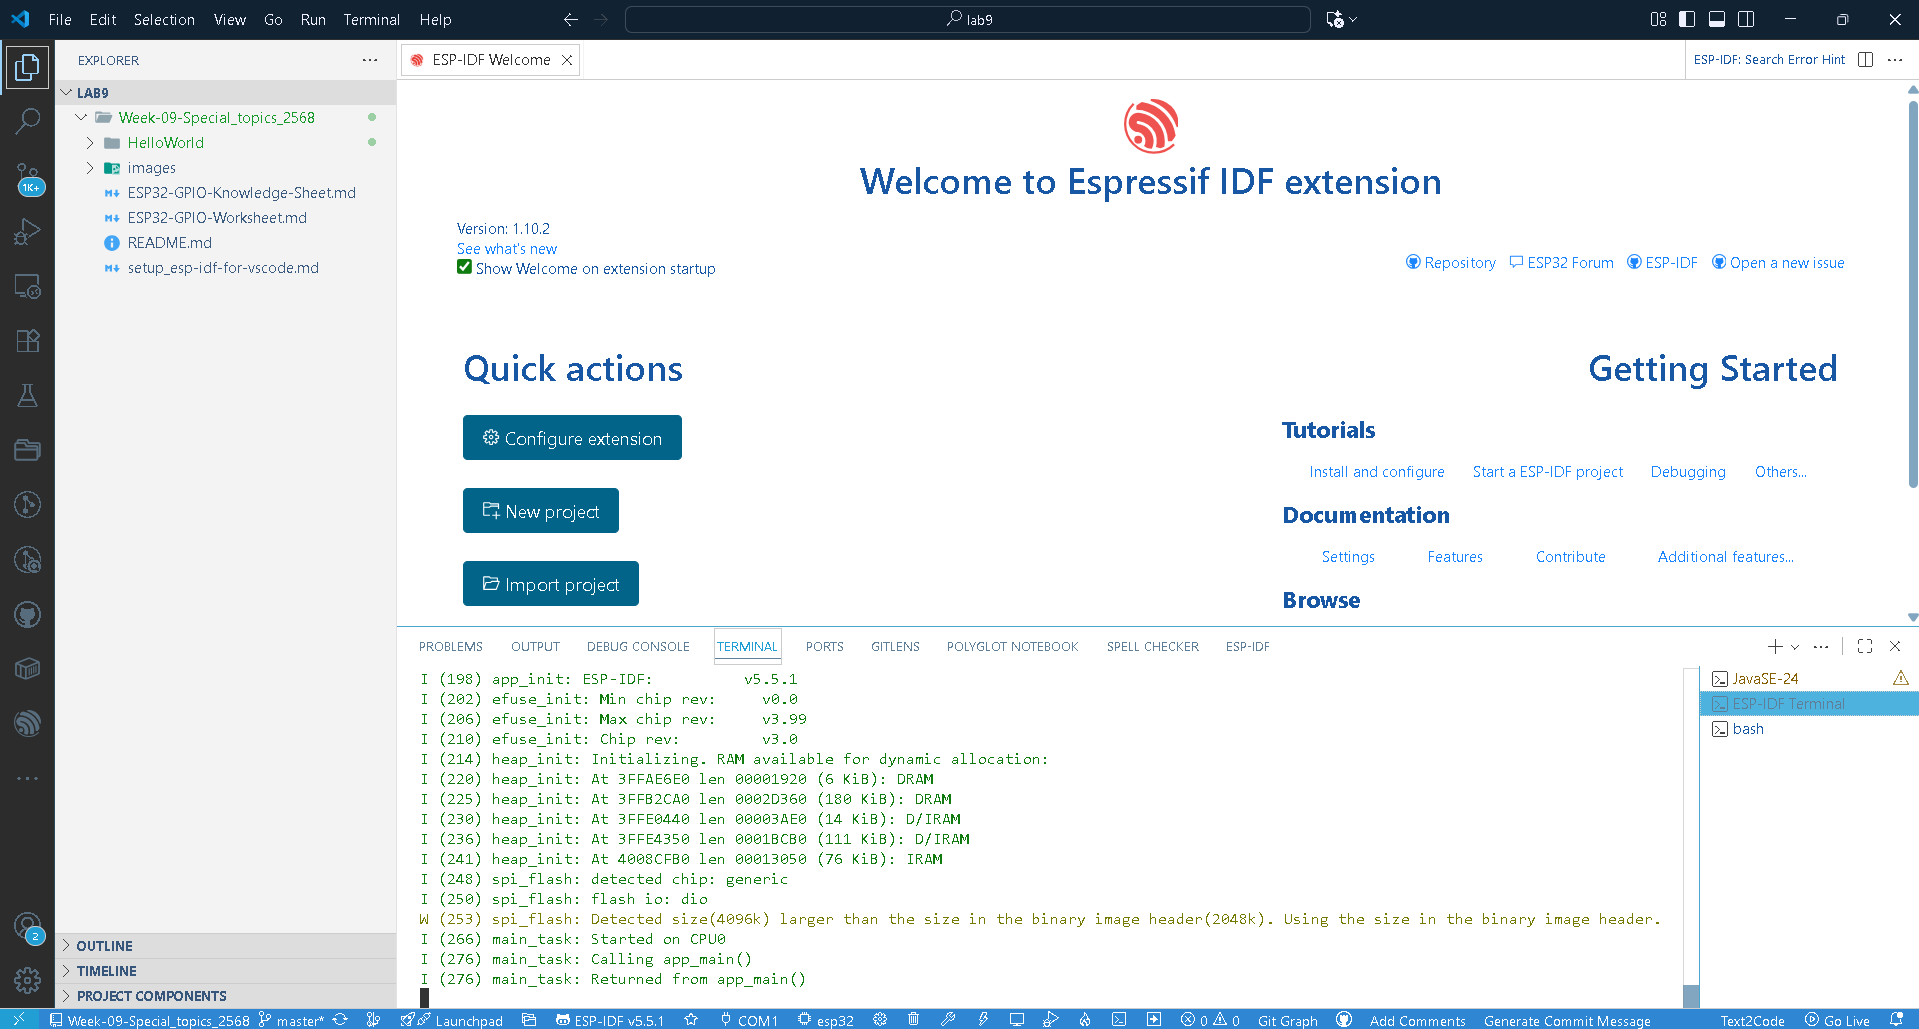 File Edit Selection View Go Run Terminal Help
lab9
EXPLORER
LAB9
Week-09-Special_topics_2568
HelloWorld
images
ESP32-GPIO-Knowledge-Sheet.md
ESP32-GPIO-Worksheet.md
README.md
setup_esp-idf-for-vscode.md
1K+
2
OUTLINE
TIMELINE
PROJECT COMPONENTS
ESP-IDF Welcome
ESP-IDF: Search Error Hint
Welcome to Espressif IDF extension
Version: 1.10.2
See what's new
Show Welcome on extension startup
Repository ESP32 Forum ESP-IDF Open a new issue
Quick actions
Configure extension
New project
Import project
Getting Started
Tutorials
Install and configure Start a ESP-IDF project Debugging Others...
Documentation
Settings Features Contribute Additional features...
Browse
PROBLEMS OUTPUT DEBUG CONSOLE TERMINAL PORTS GITLENS POLYGLOT NOTEBOOK SPELL CHECKER ESP-IDF
I (198) app_init: ESP-IDF: v5.5.1
I (202) efuse_init: Min chip rev: v0.0
I (206) efuse_init: Max chip rev: v3.99
I (210) efuse_init: Chip rev: v3.0
I (214) heap_init: Initializing. RAM available for dynamic allocation:
I (220) heap_init: At 3FFAE6E0 len 00001920 (6 KiB): DRAM
I (225) heap_init: At 3FFB2CA0 len 0002D360 (180 KiB): DRAM
I (230) heap_init: At 3FFE0440 len 00003AE0 (14 KiB): D/IRAM
I (236) heap_init: At 3FFE4350 len 0001BCB0 (111 KiB): D/IRAM
I (241) heap_init: At 4008CFB0 len 00013050 (76 KiB): IRAM
I (248) spi_flash: detected chip: generic
I (250) spi_flash: flash io: dio
W (253) spi_flash: Detected size(4096k) larger than the size in the binary image header(2048k). Using the size in the binary image header.
I (266) main_task: Started on CPU0
I (276) main_task: Calling app_main()
I (276) main_task: Returned from app_main()
JavaSE-24
ESP-IDF Terminal
bash
Week-09-Special_topics_2568 master* Launchpad ESP-IDF v5.5.1 COM1 esp32 0 0 Git Graph Add Comments Generate Commit Message Text2Code Go Live